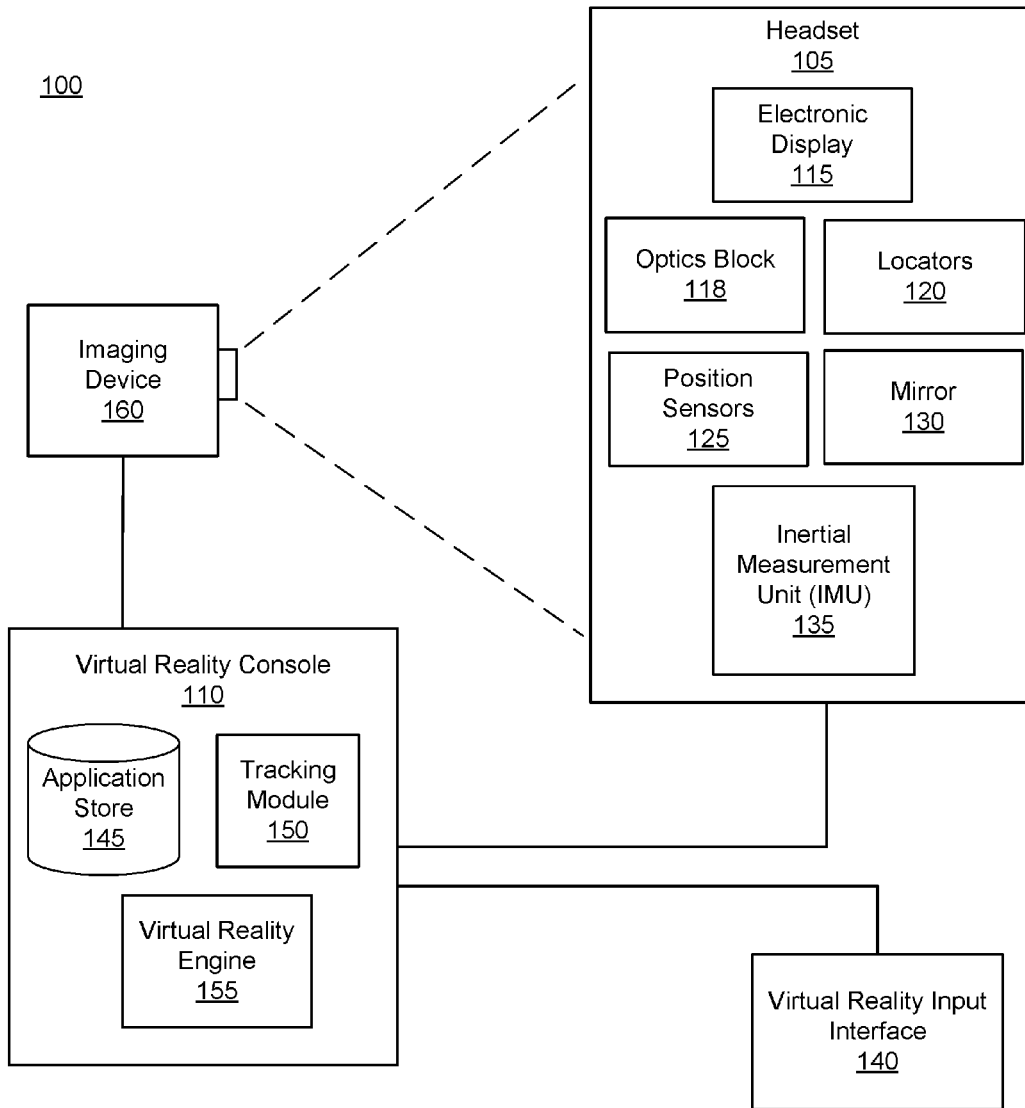 100
Headset
105
Electronic
Display
115
Optics Block
118
Locators
120
Position
Sensors
125
Mirror
130
Inertial
Measurement
Unit (IMU)
135
Imaging
Device
160
Virtual Reality Console
110
Application
Store
145
Tracking
Module
150
Virtual Reality
Engine
155
Virtual Reality Input
Interface
140